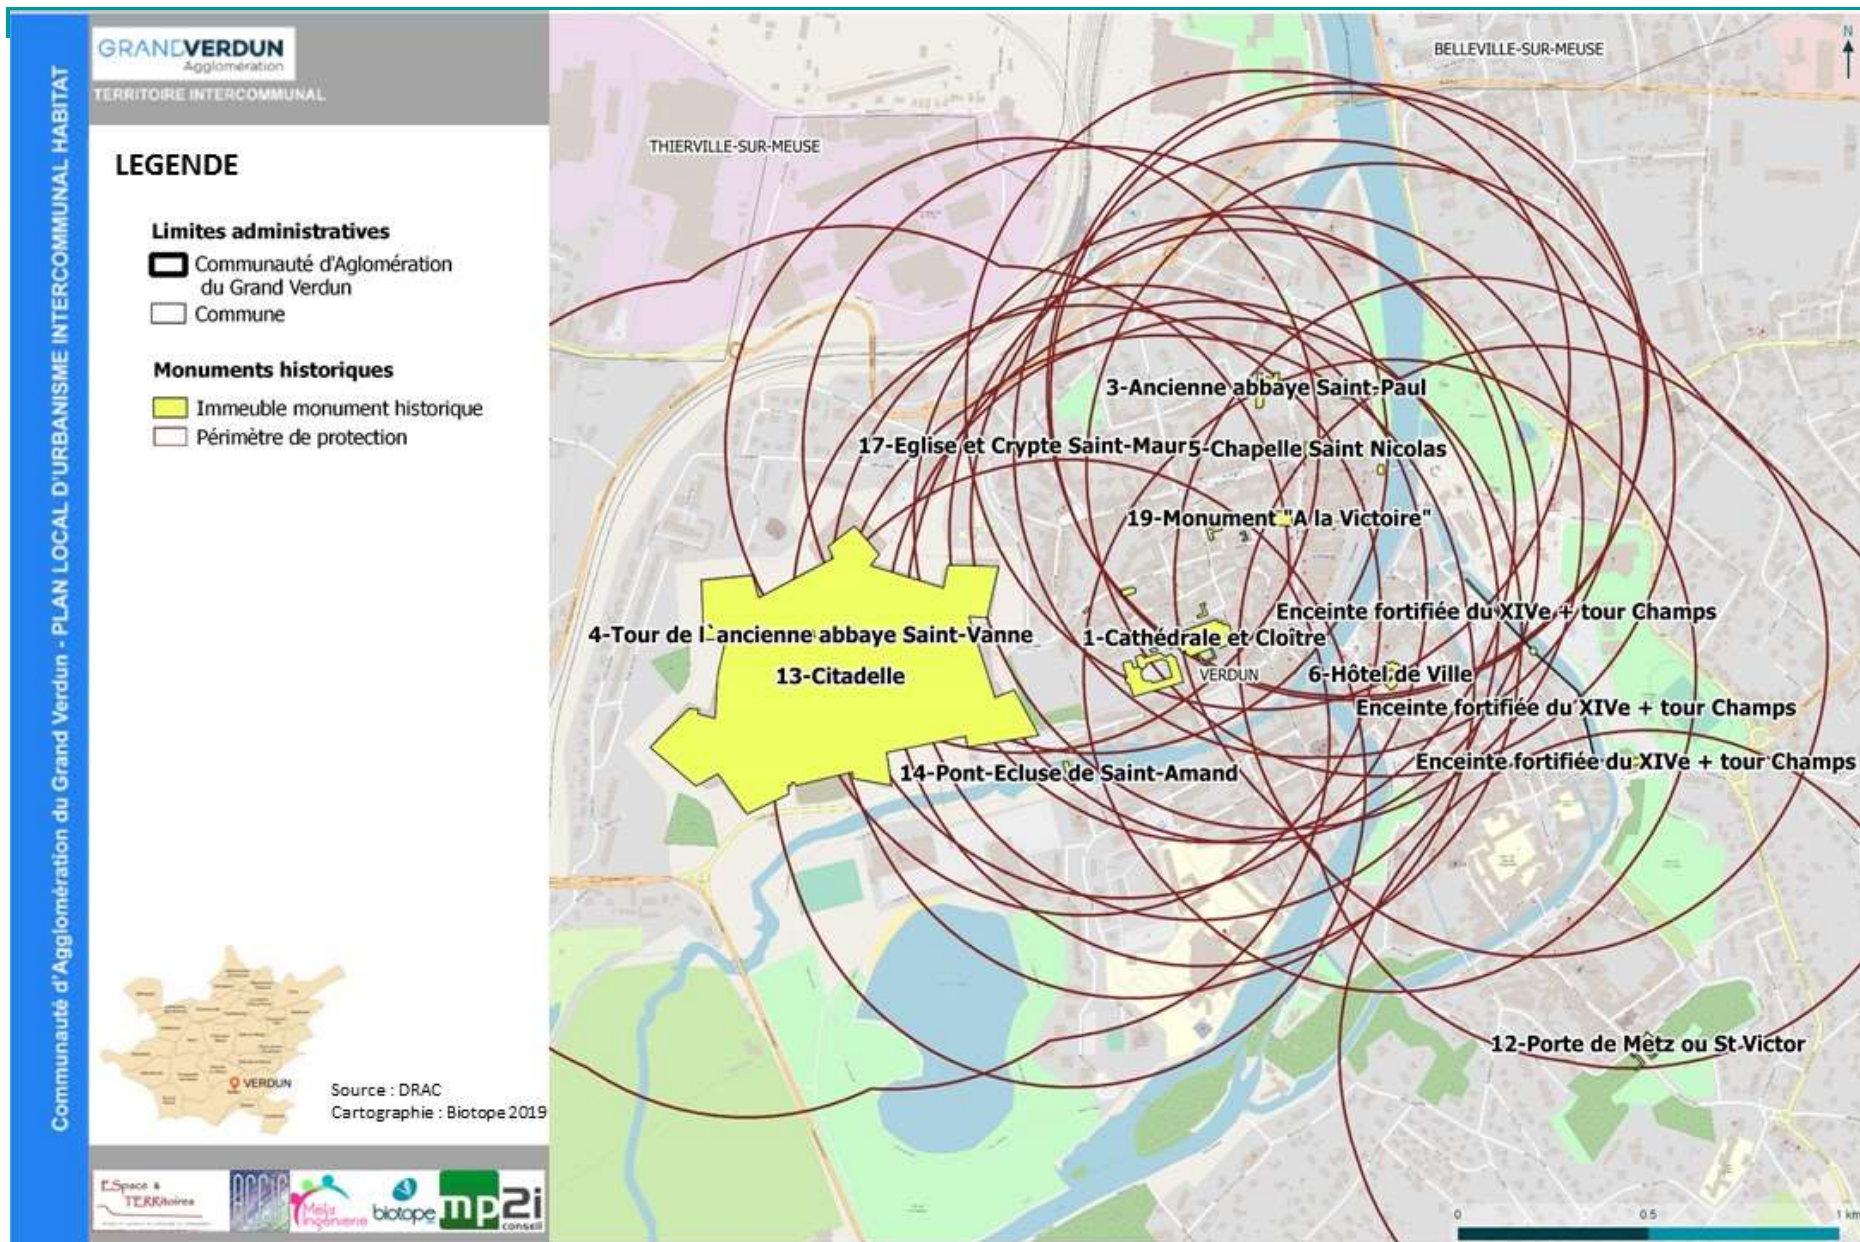 Communauté d'Agglomération du Grand Verdun - PLAN LOCAL D'URBANISME INTERCOMMUNAL HABITAT
GRANDVERDUN
Agglomération
TERRITOIRE INTERCOMMUNAL
LEGENDE
Limites administratives
Communauté d'Aglomération
du Grand Verdun
Commune
Monuments historiques
Immeuble monument historique
Périmètre de protection
VERDUN
Source : DRAC
Cartographie : Biotope 2019
ESpace &
TERRitoires
Méja
Ingénierie
biotope
mp2i
conseil
N
BELLEVILLE-SUR-MEUSE
THIERVILLE-SUR-MEUSE
3-Ancienne abbaye Saint-Paul
17-Eglise et Crypte Saint-Maur
5-Chapelle Saint Nicolas
19-Monument "A la Victoire"
Enceinte fortifiée du XIVe + tour Champs
4-Tour de l`ancienne abbaye Saint-Vanne
1-Cathédrale et Cloître
13-Citadelle
VERDUN
6-Hôtel de Ville
Enceinte fortifiée du XIVe + tour Champs
Enceinte fortifiée du XIVe + tour Champs
14-Pont-Ecluse de Saint-Amand
12-Porte de Mètz ou St Victor
0 0.5 1 km